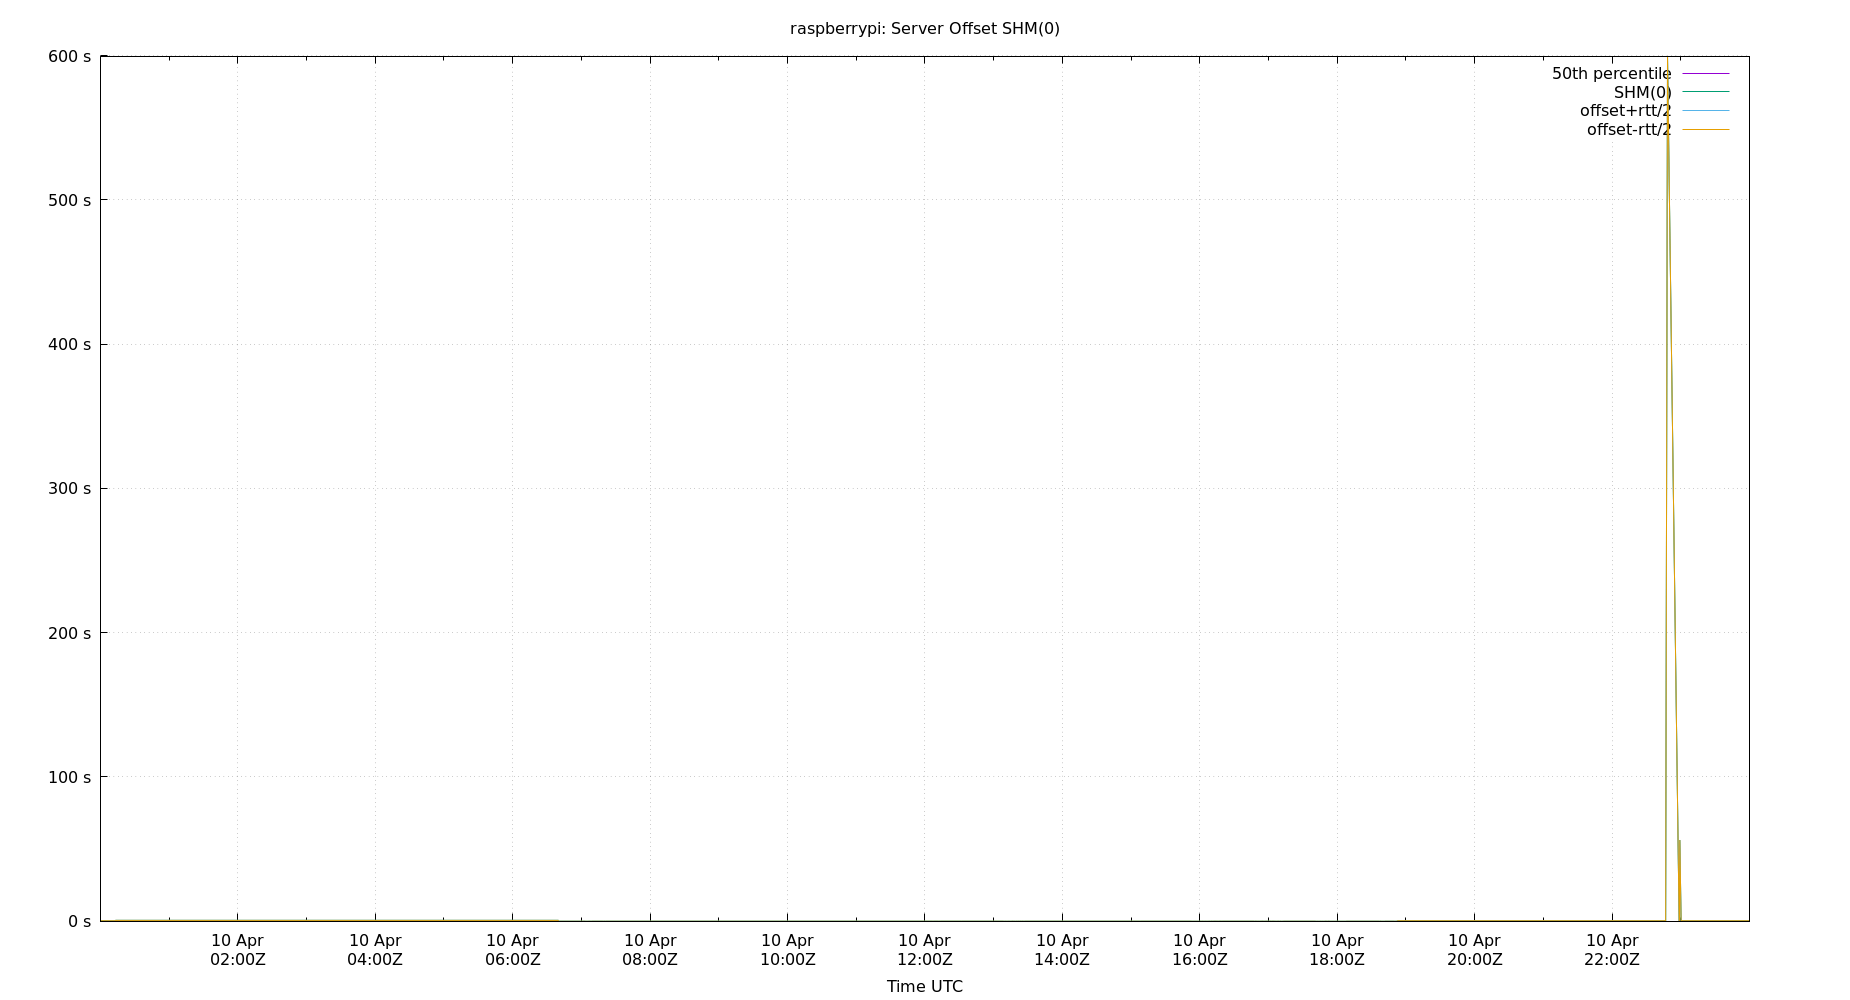 raspberrypi: Server Offset SHM(0)
600 s
50th percentile
SHM(0)
offset+rtt/2
offset-rtt/2
500 s
400 s
300 s
200 s
100 s
0 s
10 Apr 10 Apr 10 Apr 10 Apr 10 Apr 10 Apr 10 Apr 10 Apr 10 Apr 10 Apr 10 Apr
02:00Z 04:00Z 06:00Z 08:00Z 10:00Z 12:00Z 14:00Z 16:00Z 18:00Z 20:00Z 22:00Z
Time UTC